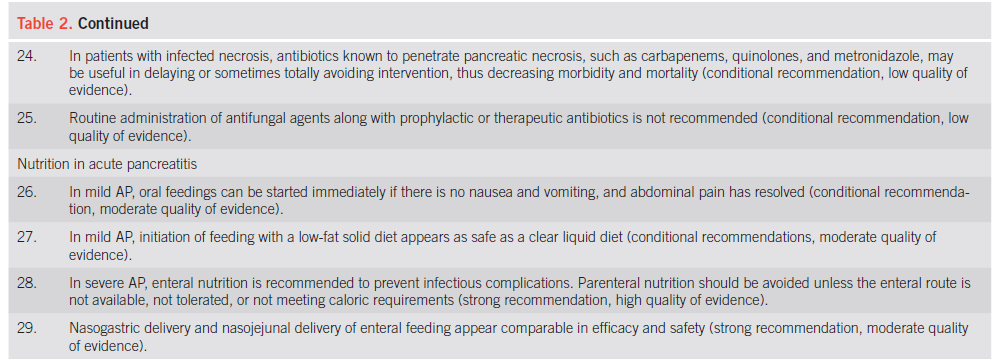 Table 2. Continued
24. In patients with infected necrosis, antibiotics known to penetrate pancreatic necrosis, such as carbapenems, quinolones, and metronidazole, may
be useful in delaying or sometimes totally avoiding intervention, thus decreasing morbidity and mortality (conditional recommendation, low quality of
evidence).
25. Routine administration of antifungal agents along with prophylactic or therapeutic antibiotics is not recommended (conditional recommendation, low
quality of evidence).
Nutrition in acute pancreatitis
26. In mild AP, oral feedings can be started immediately if there is no nausea and vomiting, and abdominal pain has resolved (conditional recommenda-
tion, moderate quality of evidence).
27. In mild AP, initiation of feeding with a low-fat solid diet appears as safe as a clear liquid diet (conditional recommendations, moderate quality of
evidence).
28. In severe AP, enteral nutrition is recommended to prevent infectious complications. Parenteral nutrition should be avoided unless the enteral route is
not available, not tolerated, or not meeting caloric requirements (strong recommendation, high quality of evidence).
29. Nasogastric delivery and nasojejunal delivery of enteral feeding appear comparable in efficacy and safety (strong recommendation, moderate quality
of evidence).